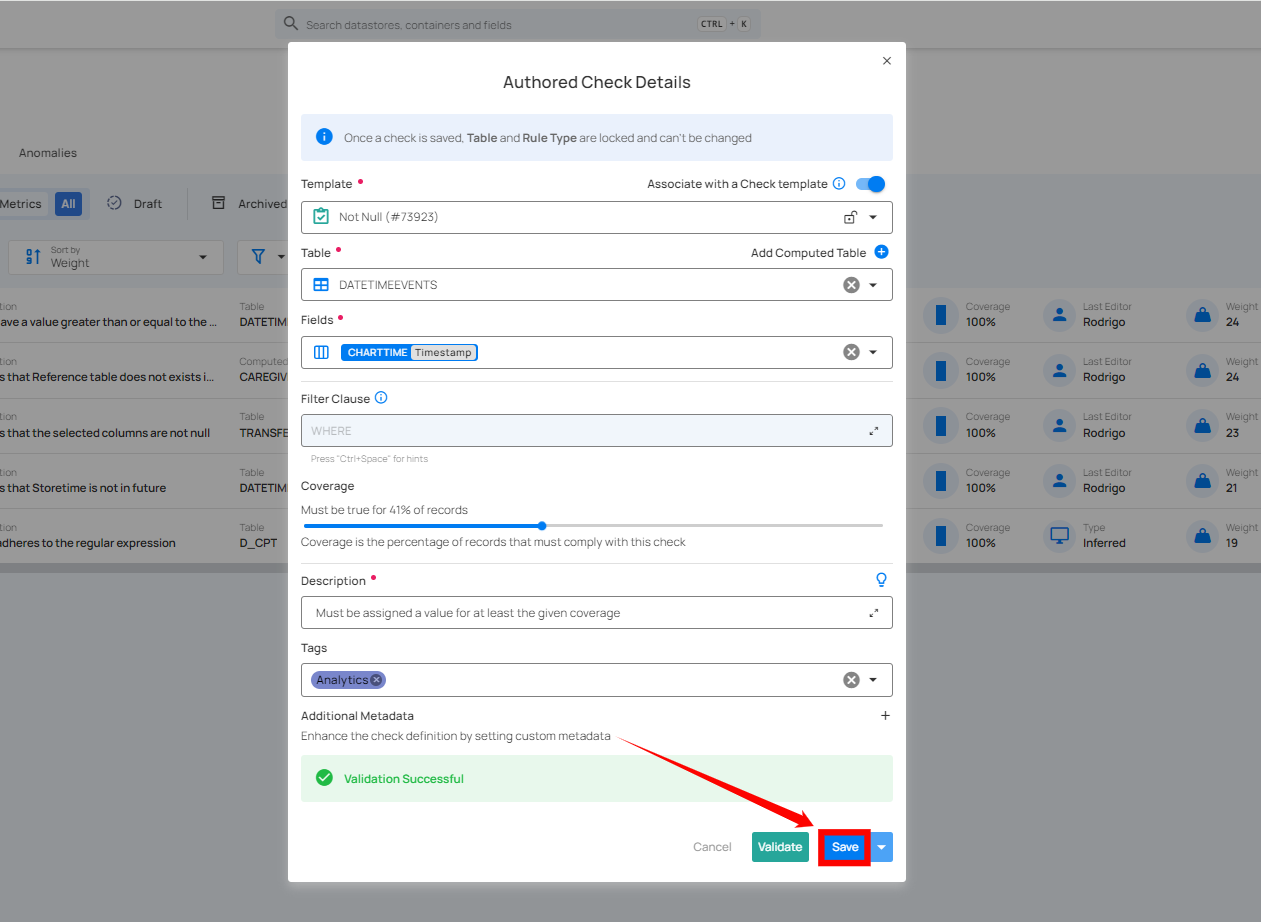 Search datastores, containers and fields CTRL + K
Authored Check Details
Once a check is saved, Table and Rule Type are locked and can't be changed
Anomalies
Metrics All Draft Archived
Sort by
Weight
Template •
Associate with a Check template
Not Null (#73923)
Table •
Add Computed Table
DATETIMEEVENTS
Fields •
CHARTTIME Timestamp
Filter Clause
WHERE
Press "Ctrl+Space" for hints
Coverage
Must be true for 41% of records
Coverage is the percentage of records that must comply with this check
Description •
Must be assigned a value for at least the given coverage
Tags
Analytics
Additional Metadata +
Enhance the check definition by setting custom metadata
Validation Successful
Cancel Validate Save
tion Table Coverage Last Editor Weight
ave a value greater than or equal to the ... DATETIM 100% Rodrigo 24
tion Computed Coverage Last Editor Weight
s that Reference table does not exists i... CAREGIV 100% Rodrigo 24
tion Table Coverage Last Editor Weight
s that the selected columns are not null TRANSFE 100% Rodrigo 23
tion Table Coverage Last Editor Weight
s that Storetime is not in future DATETIM 100% Rodrigo 21
tion Table Coverage Type Weight
adheres to the regular expression D_CPT 100% Inferred 19